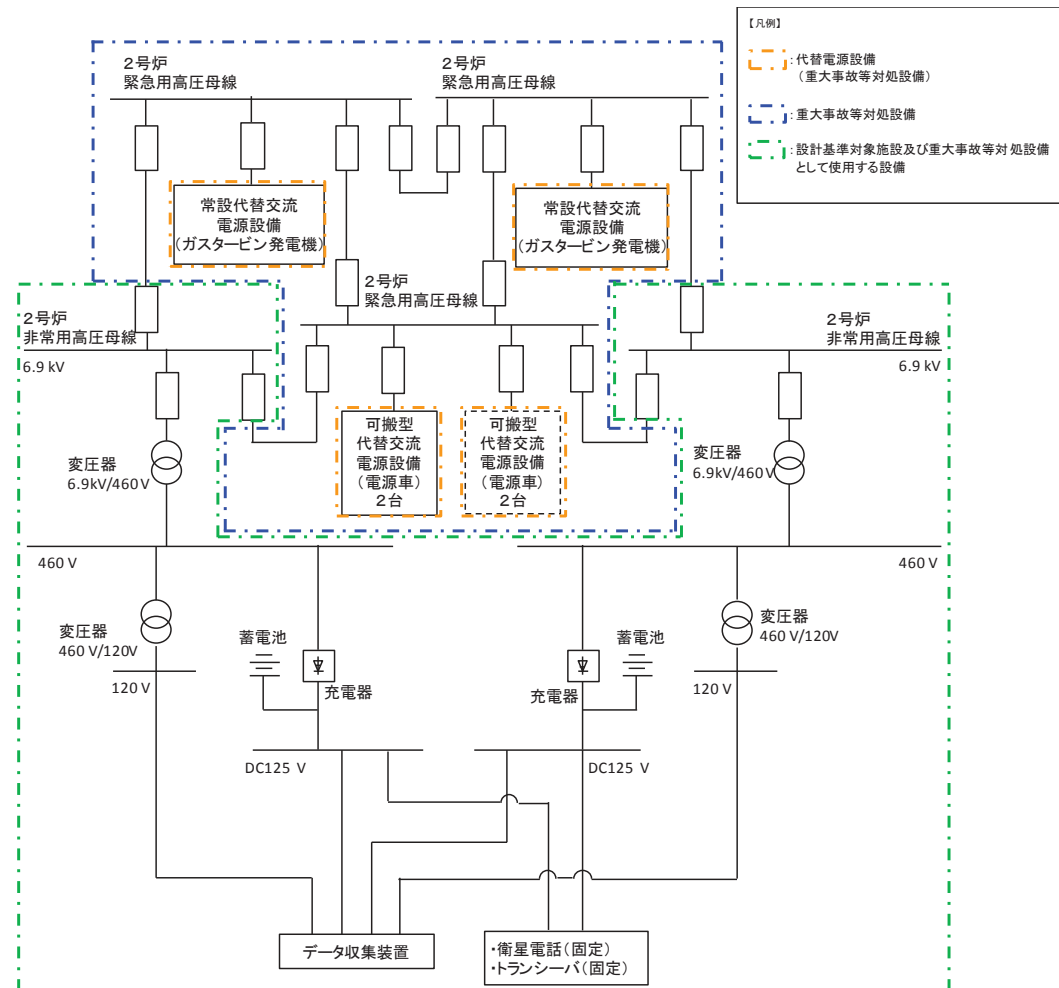 【凡例】
:代替電源設備
(重大事故等対処設備)
:重大事故等対処設備
:設計基準対象施設及び重大事故等対処設備
として使用する設備
2号炉
緊急用高圧母線
2号炉
緊急用高圧母線
常設代替交流
電源設備
(ガスタービン発電機)
常設代替交流
電源設備
(ガスタービン発電機)
2号炉
緊急用高圧母線
2号炉
非常用高圧母線
6.9 kV
2号炉
非常用高圧母線
6.9 kV
可搬型
代替交流
電源設備
(電源車)
2台
可搬型
代替交流
電源設備
(電源車)
2台
変圧器
6.9kV/460V
変圧器
6.9kV/460V
460 V
460 V
変圧器
460 V/120V
蓄電池
充電器
蓄電池
充電器
変圧器
460 V/120V
120 V
120 V
DC125 V
DC125 V
データ収集装置
・衛星電話(固定)
・トランシーバ(固定)